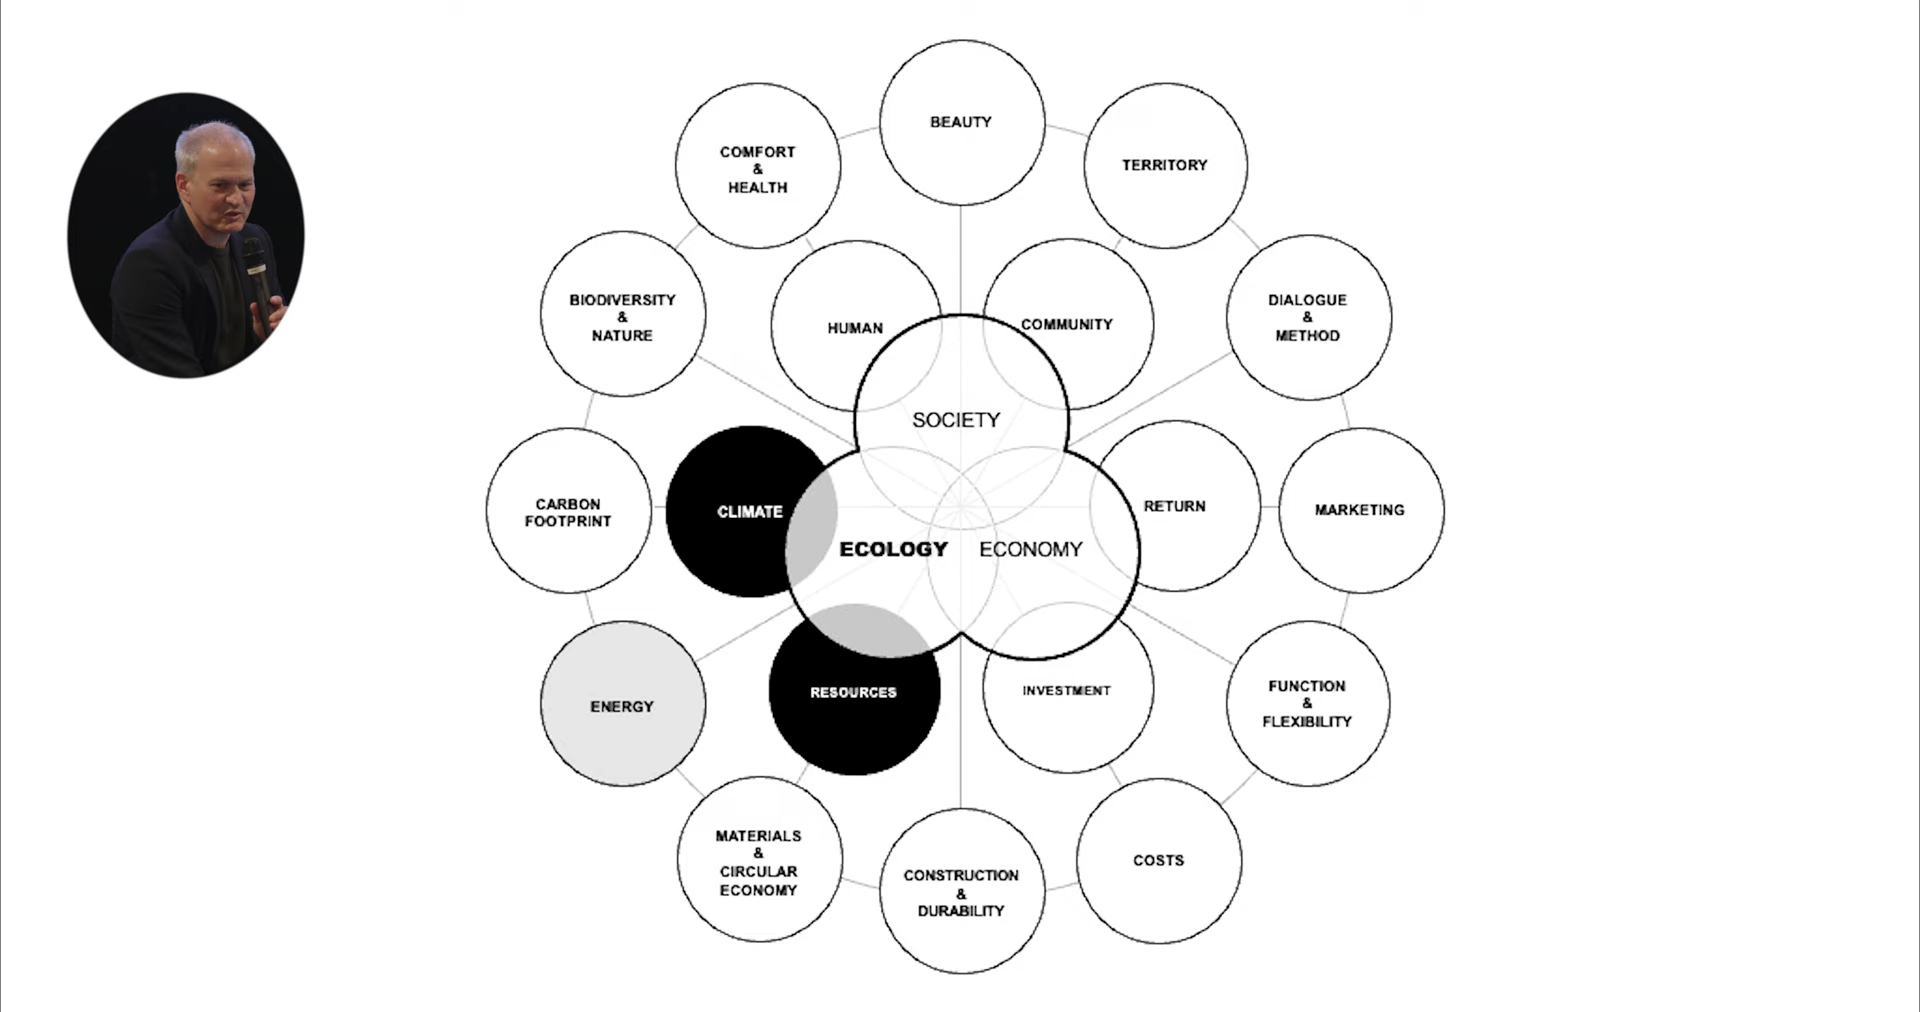 BEAUTY
COMFORT
&
HEALTH
TERRITORY
BIODIVERSITY
&
NATURE
HUMAN
COMMUNITY
DIALOGUE
&
METHOD
SOCIETY
CARBON
FOOTPRINT
CLIMATE
RETURN
MARKETING
ECOLOGY
ECONOMY
ENERGY
RESOURCES
INVESTMENT
FUNCTION
&
FLEXIBILITY
MATERIALS
&
CIRCULAR
ECONOMY
CONSTRUCTION
&
DURABILITY
COSTS